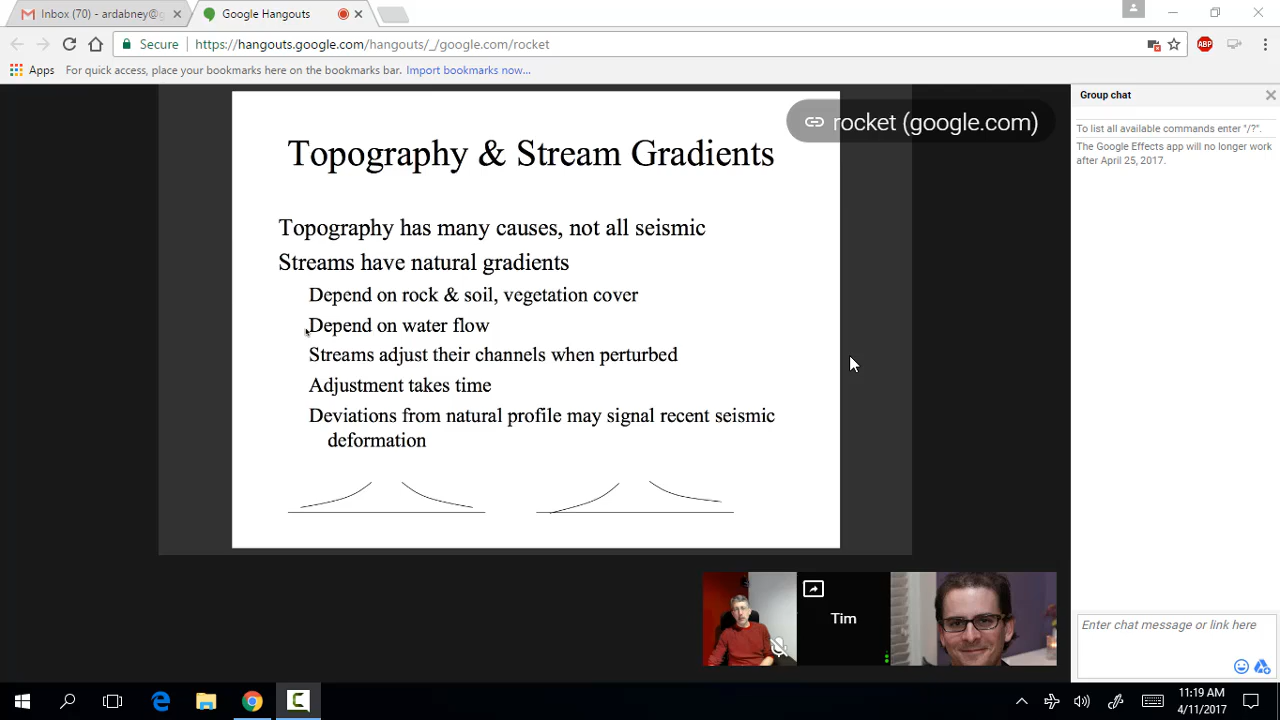 Inbox (70) - ardabney@g
Google Hangouts
Secure
https://hangouts.google.com/hangouts/_/google.com/rocket
ABP
Apps
For quick access, place your bookmarks here on the bookmarks bar. Import bookmarks now...
rocket (google.com)
Topography & Stream Gradients
Topography has many causes, not all seismic
Streams have natural gradients
Depend on rock & soil, vegetation cover
Depend on water flow
Streams adjust their channels when perturbed
Adjustment takes time
Deviations from natural profile may signal recent seismic
deformation
Tim
Group chat
To list all available commands enter "/?".
The Google Effects app will no longer work
after April 25, 2017.
Enter chat message or link here
11:19 AM
4/11/2017